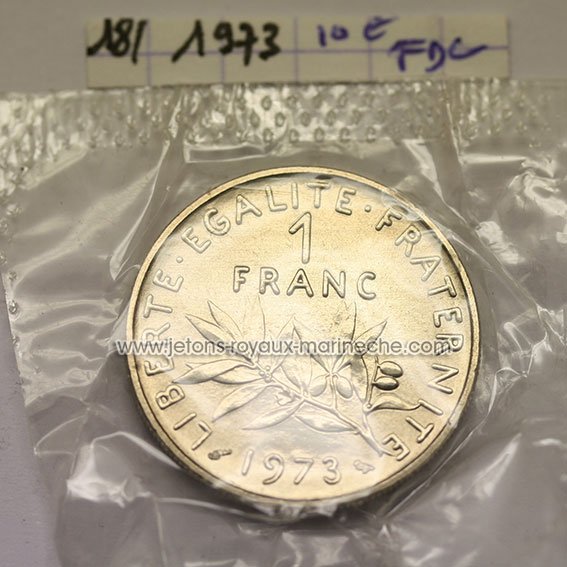 181 1973 10 € FDC
LIBERTE · EGALITE · FRATERNITE
1
FRANC
www.jetons-royaux-marineche.com
1973